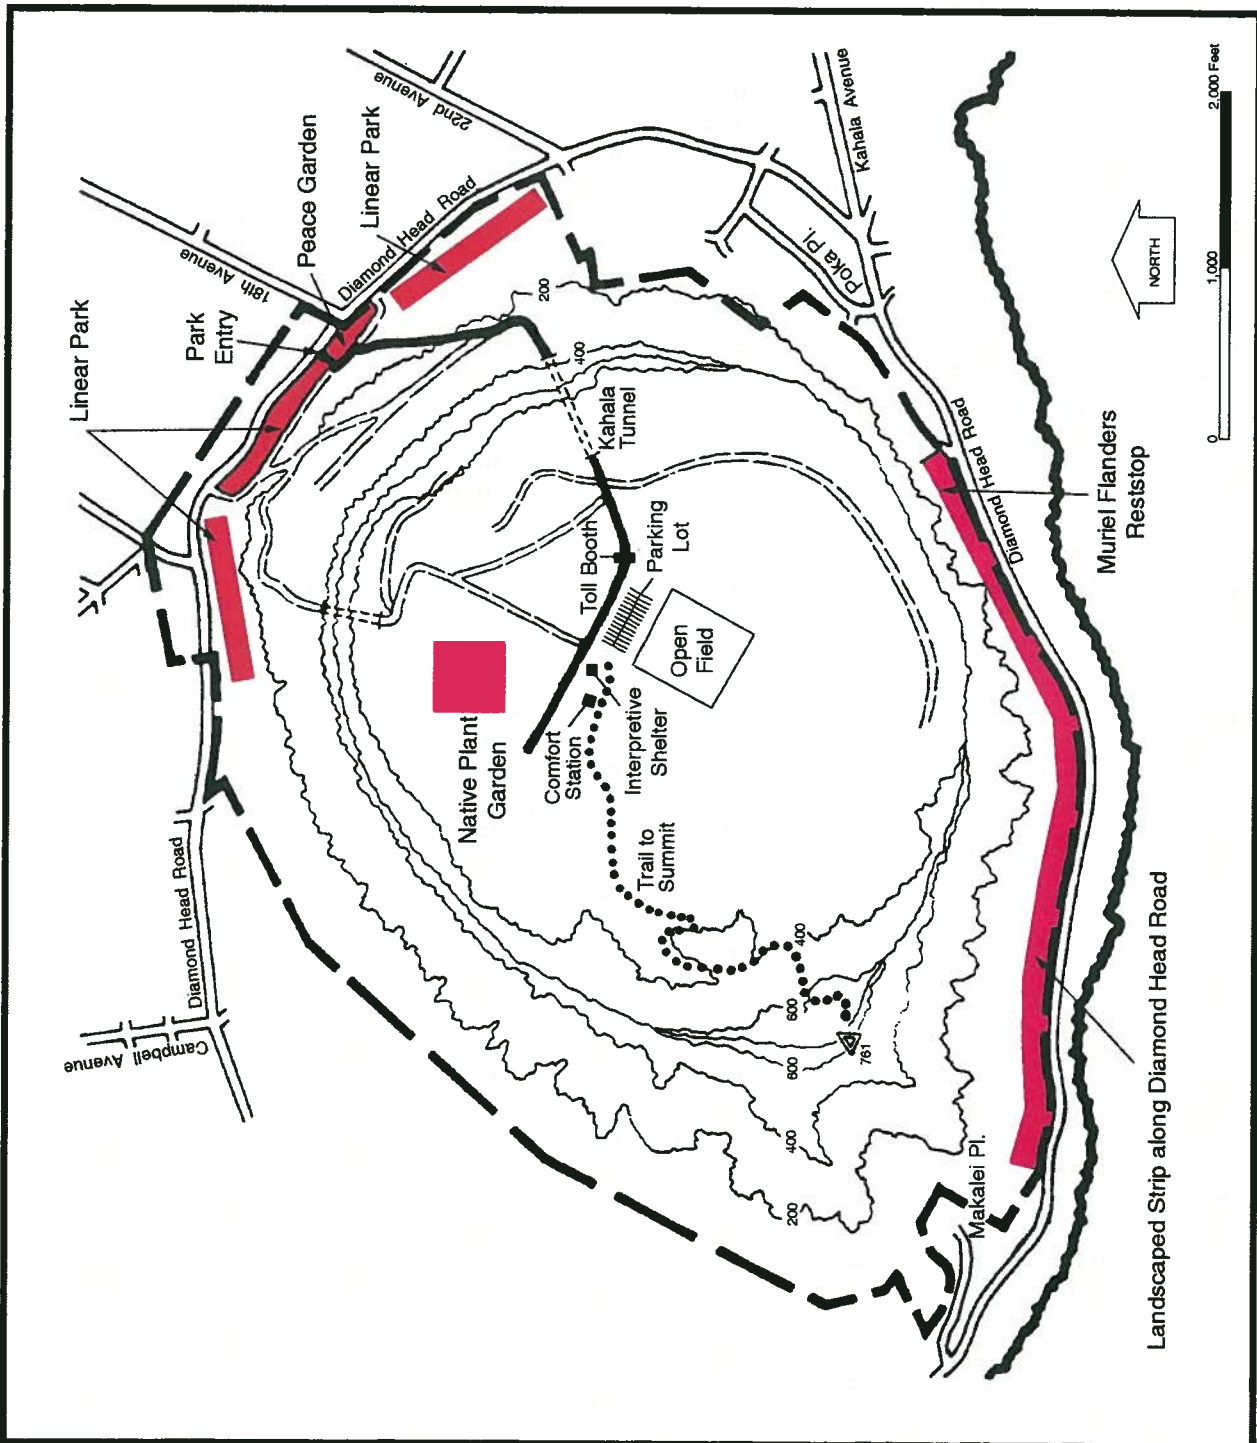 22nd Avenue
18th Avenue
Peace Garden
Linear Park
Diamond Head Road
Park
Entry
Linear Park
Kahala Avenue
Poka Pl.
NORTH
0
1,000
2,000 Feet
200
400
Kahala
Tunnel
Toll Booth
Parking
Lot
Open
Field
Native Plant
Garden
Comfort
Station
Interpretive
Shelter
Trail to
Summit
400
600
600
761
400
200
Diamond Head Road
Campbell Avenue
Diamond Head Road
Muriel Flanders
Reststop
Makalei Pl.
Landscaped Strip along Diamond Head Road